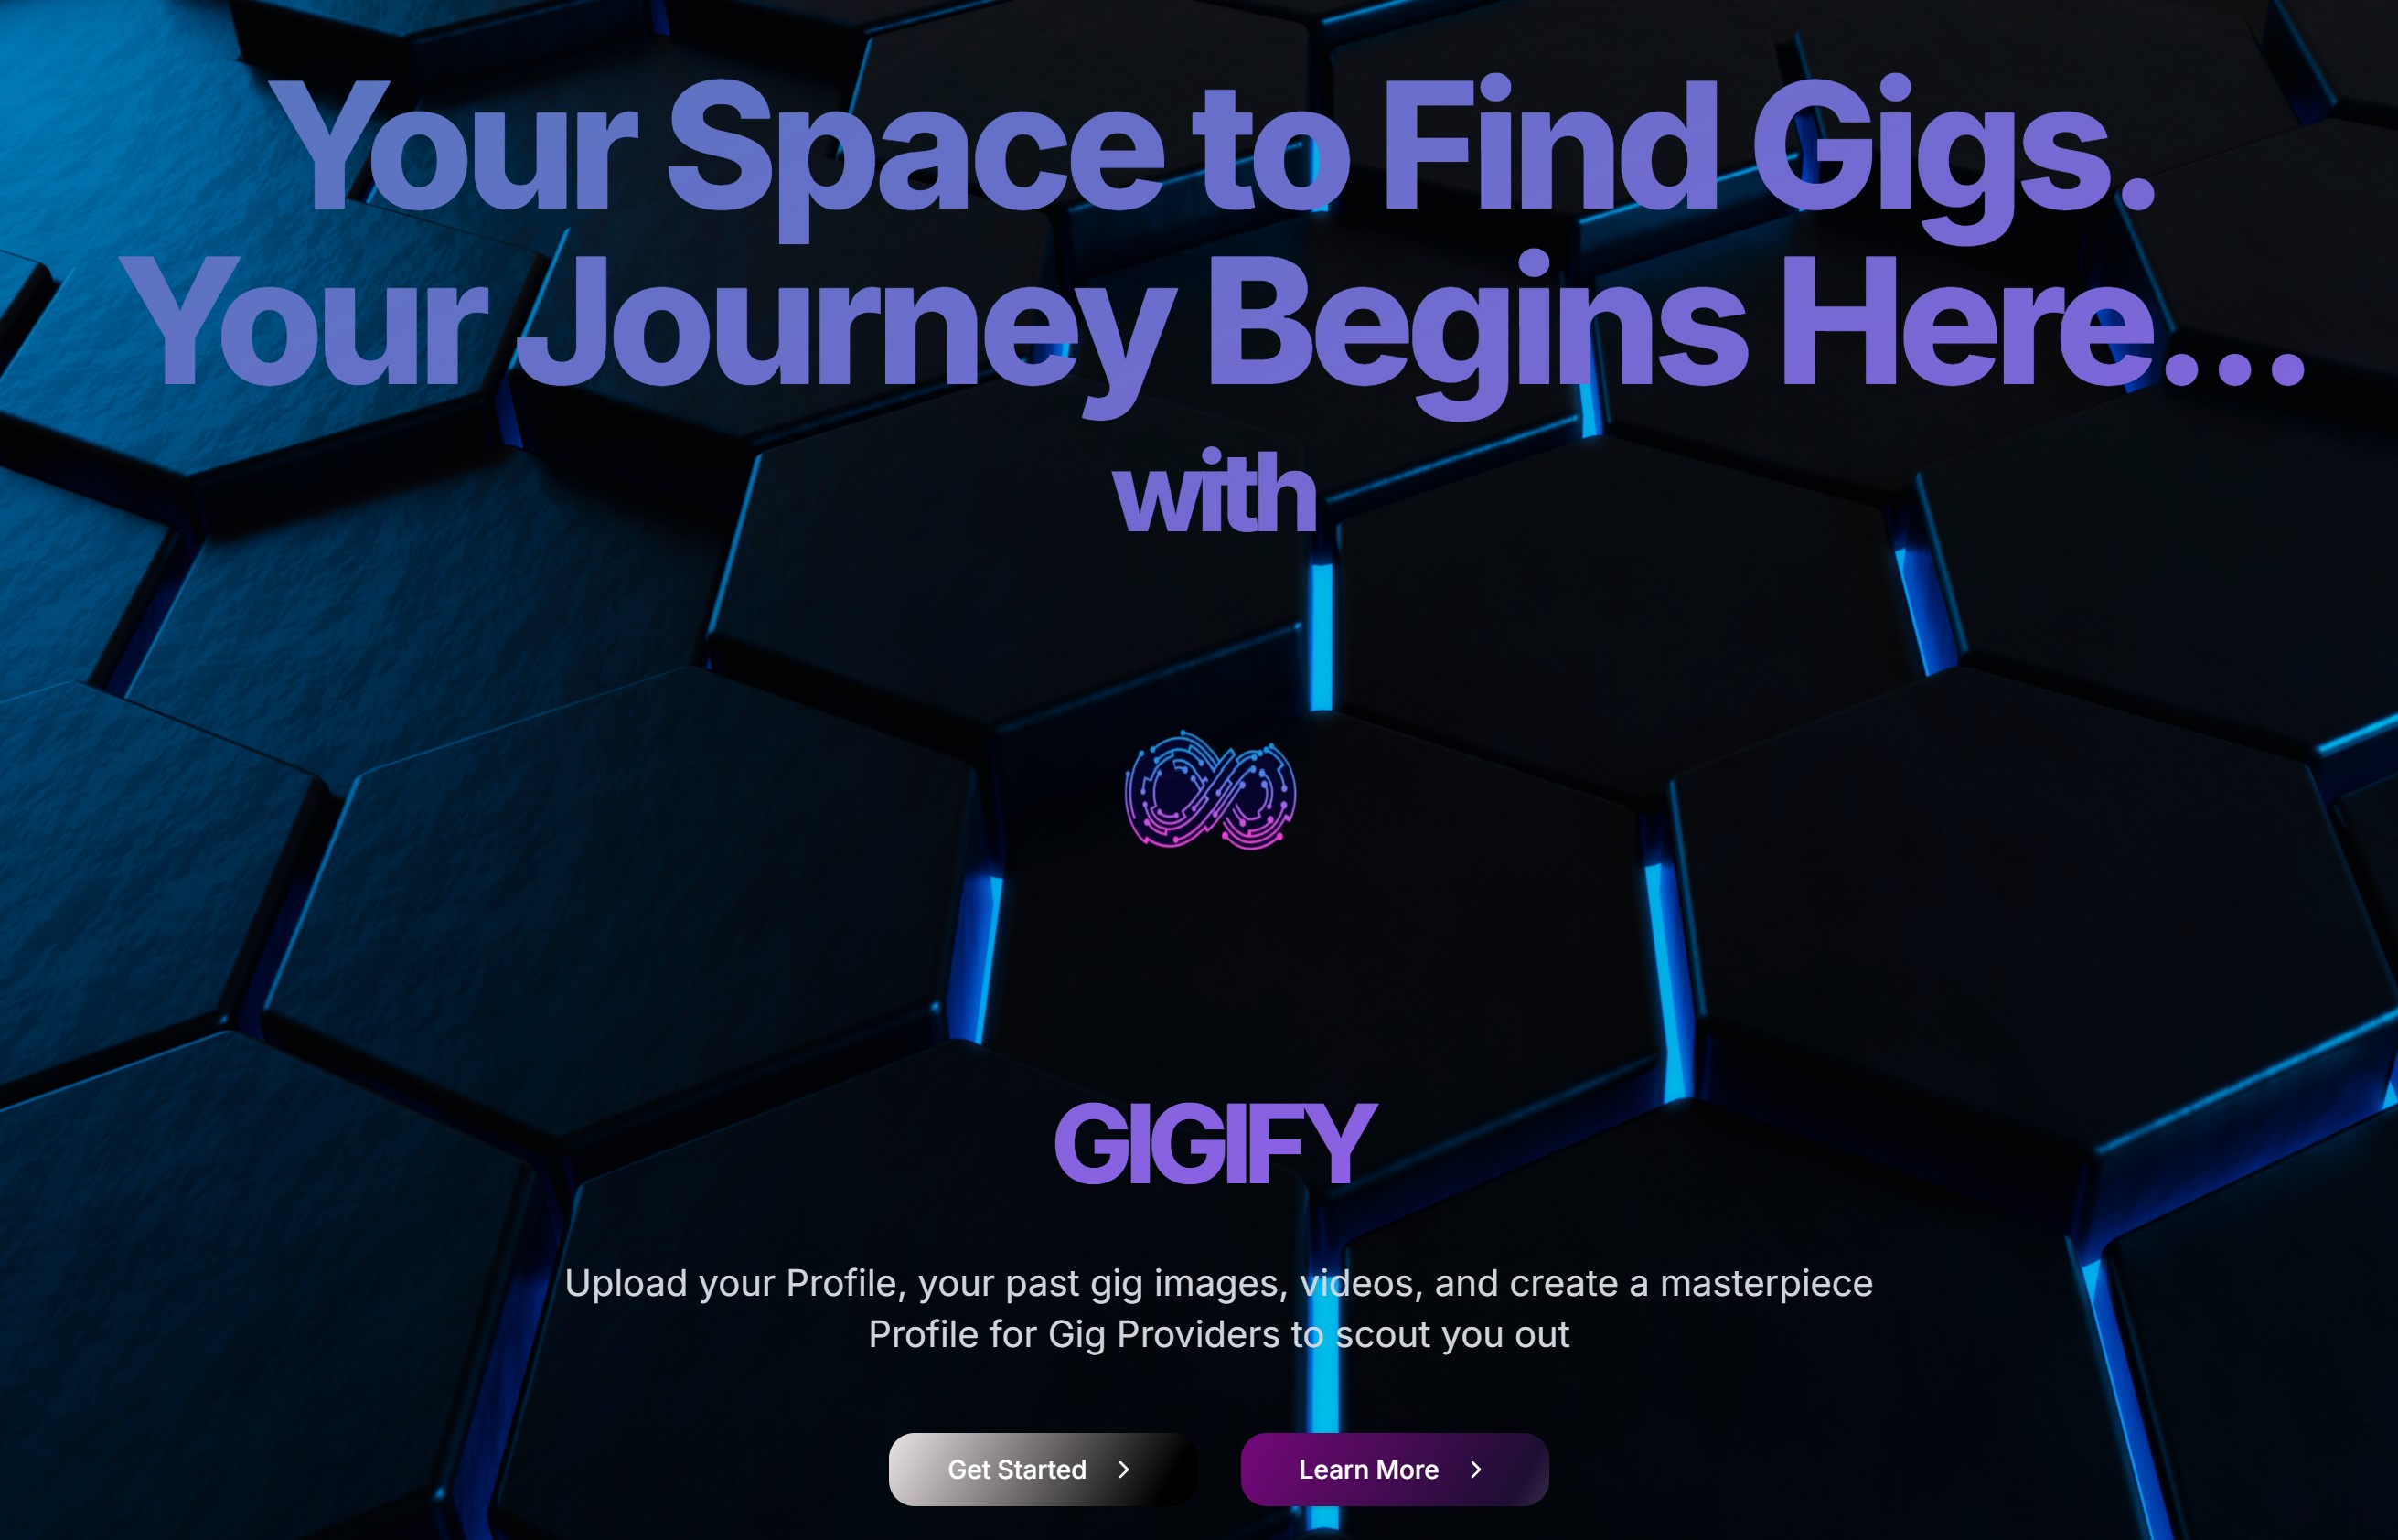 Your Space to Find Gigs.
Your Journey Begins Here...
with
GIGIFY
Upload your Profile, your past gig images, videos, and create a masterpiece
Profile for Gig Providers to scout you out
Get Started
Learn More